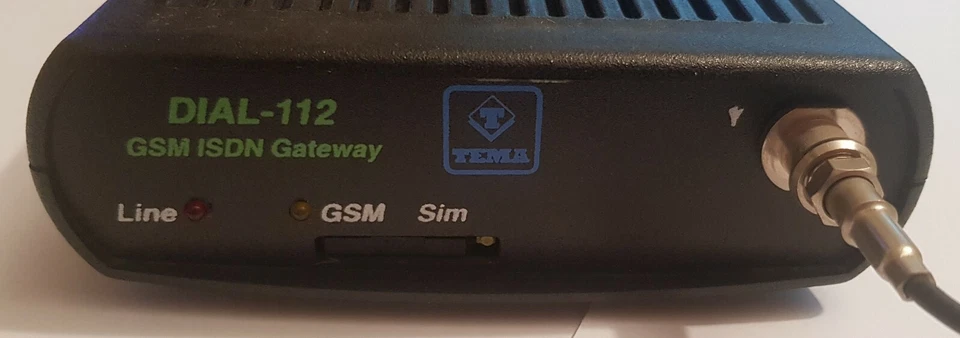 DIAL-112
GSM ISDN Gateway
T
TEMA
Line GSM Sim